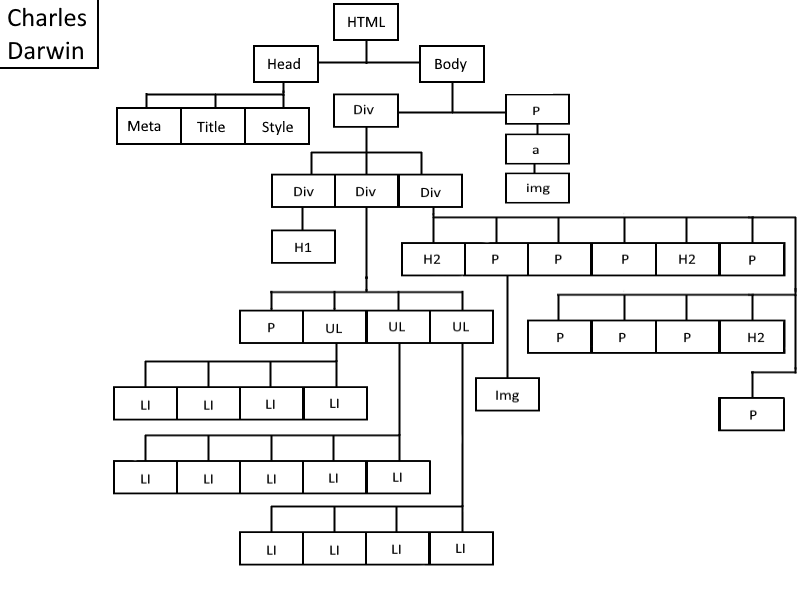 Charles
Darwin
HTML
Head
Body
Meta
Title
Style
Div
P
a
img
Div
Div
Div
H1
H2
P
P
P
H2
P
P
UL
UL
UL
P
P
P
H2
LI
LI
LI
LI
Img
P
LI
LI
LI
LI
LI
LI
LI
LI
LI